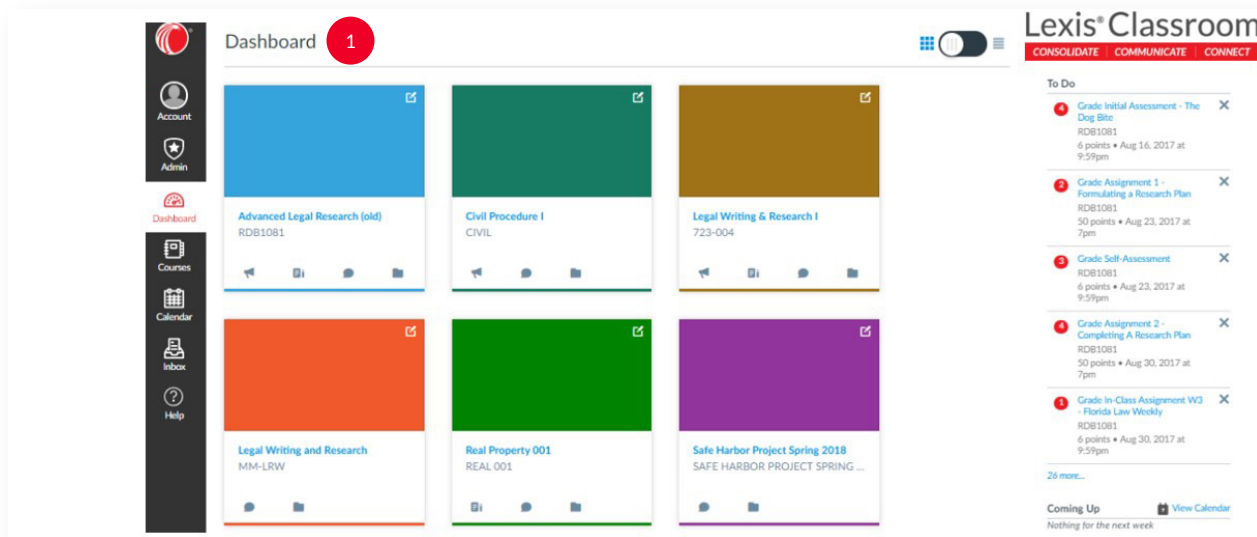 Dashboard 1
Account
Admin
Dashboard
Courses
Calendar
Inbox
Help
Advanced Legal Research (old)
RDB1081
Civil Procedure I
CIVIL
Legal Writing & Research I
723-004
Legal Writing and Research
MM-LRW
Real Property 001
REAL 001
Safe Harbor Project Spring 2018
SAFE HARBOR PROJECT SPRING ...
Lexis® Classroom
CONSOLIDATE | COMMUNICATE | CONNECT
To Do
4 Grade Initial Assessment - The
Dog Bite
RDB1081
6 points • Aug 16, 2017 at
9:59pm
2 Grade Assignment 1 -
Formulating a Research Plan
RDB1081
50 points • Aug 23, 2017 at
7pm
3 Grade Self-Assessment
RDB1081
6 points • Aug 23, 2017 at
9:59pm
4 Grade Assignment 2 -
Completing A Research Plan
RDB1081
50 points • Aug 30, 2017 at
7pm
1 Grade In-Class Assignment W3
- Florida Law Weekly
RDB1081
6 points • Aug 30, 2017 at
9:59pm
26 more...
Coming Up
View Calendar
Nothing for the next week